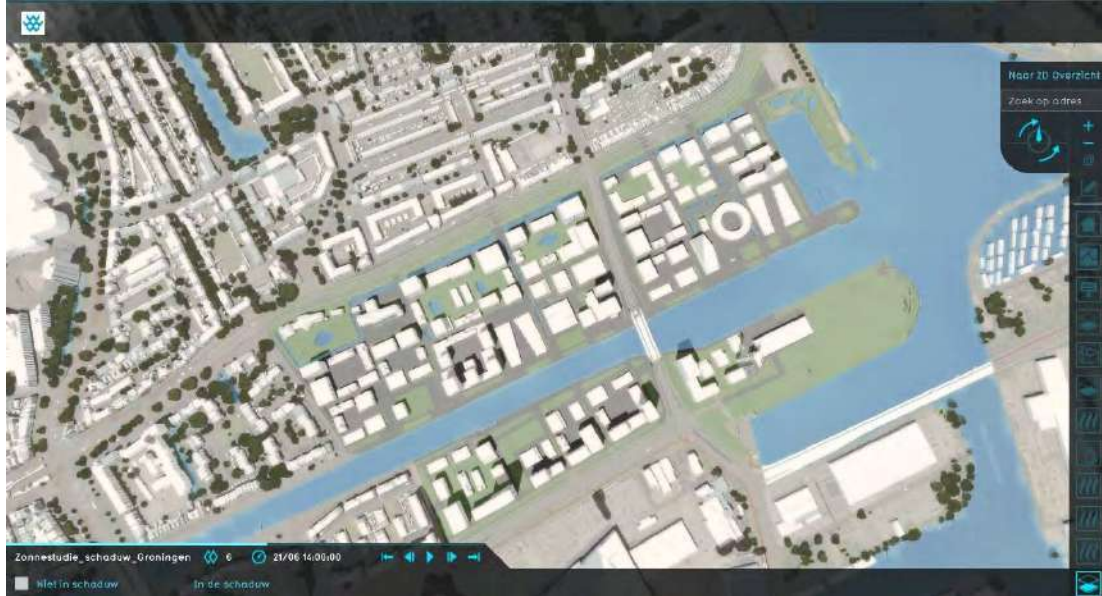 Naar 2D Overzicht
Zoek op adres
Zonnestudie_schaduw_Groningen 6 21/06 14:00:00
Niet in schaduw In de schaduw